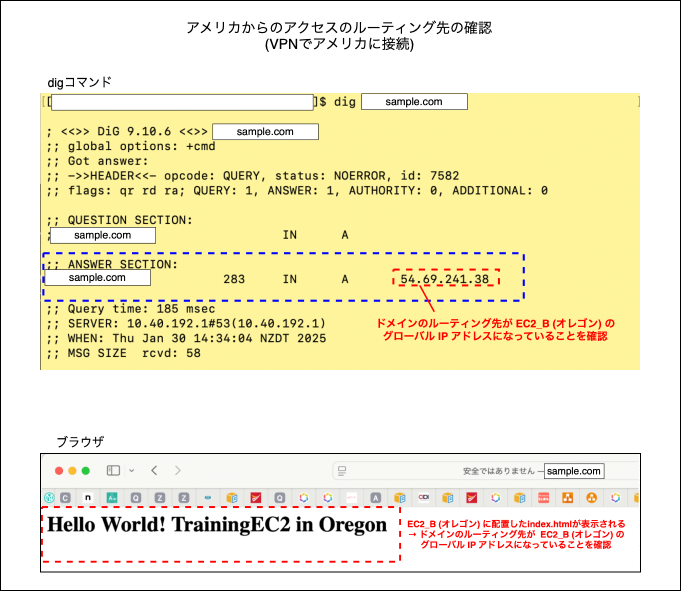 アメリカからのアクセスのルーティング先の確認
(VPNでアメリカに接続)
digコマンド
[[ ]$ dig sample.com ]
; <<>> DiG 9.10.6 <<>> sample.com
;; global options: +cmd
;; Got answer:
;; ->>HEADER<<- opcode: QUERY, status: NOERROR, id: 7582
;; flags: qr rd ra; QUERY: 1, ANSWER: 1, AUTHORITY: 0, ADDITIONAL: 0
;; QUESTION SECTION:
;sample.com IN A
;; ANSWER SECTION:
sample.com 283 IN A 54.69.241.38
;; Query time: 185 msec
;; SERVER: 10.40.192.1#53(10.40.192.1)
;; WHEN: Thu Jan 30 14:34:04 NZDT 2025
;; MSG SIZE rcvd: 58
ドメインのルーティング先が EC2_B (オレゴン) の
グローバル IP アドレスになっていることを確認
ブラウザ
安全ではありません — sample.com
Hello World! TrainingEC2 in Oregon
EC2_B (オレゴン) に配置したindex.htmlが表示される
→ ドメインのルーティング先が EC2_B (オレゴン) の
グローバル IP アドレスになっていることを確認